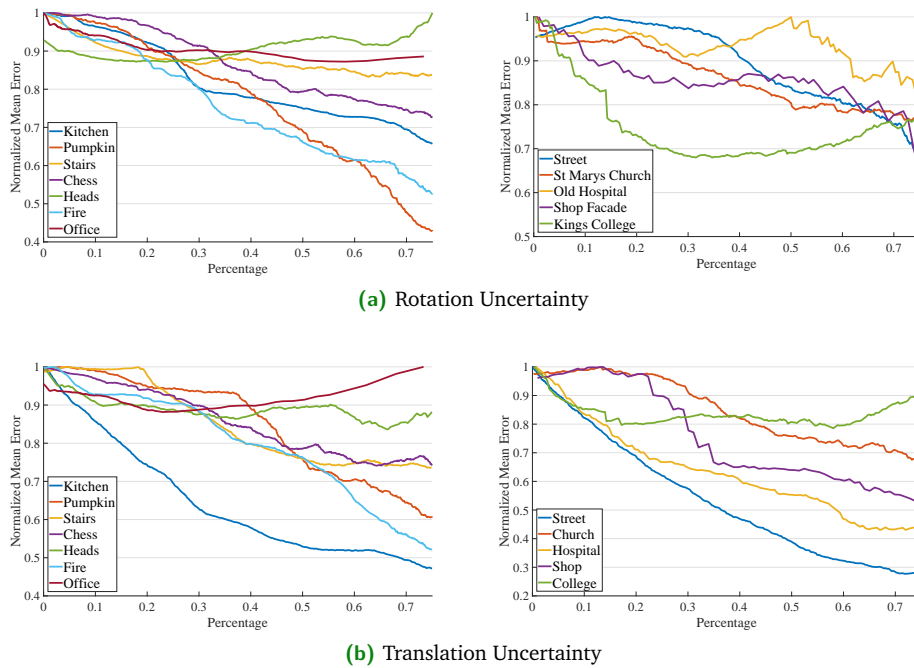 1
0.9
0.8
0.7
0.6
0.5
0.4
Normalized Mean Error
Kitchen
Pumpkin
Stairs
Chess
Heads
Fire
Office
0 0.1 0.2 0.3 0.4 0.5 0.6 0.7
Percentage
1
0.9
0.8
0.7
0.6
0.5
Normalized Mean Error
Street
St Marys Church
Old Hospital
Shop Facade
Kings College
0 0.1 0.2 0.3 0.4 0.5 0.6 0.7
Percentage
(a) Rotation Uncertainty
1
0.9
0.8
0.7
0.6
0.5
0.4
Normalized Mean Error
Kitchen
Pumpkin
Stairs
Chess
Heads
Fire
Office
0 0.1 0.2 0.3 0.4 0.5 0.6 0.7
Percentage
1
0.9
0.8
0.7
0.6
0.5
0.4
0.3
0.2
Normalized Mean Error
Street
Church
Hospital
Shop
College
0 0.1 0.2 0.3 0.4 0.5 0.6 0.7
Percentage
(b) Translation Uncertainty